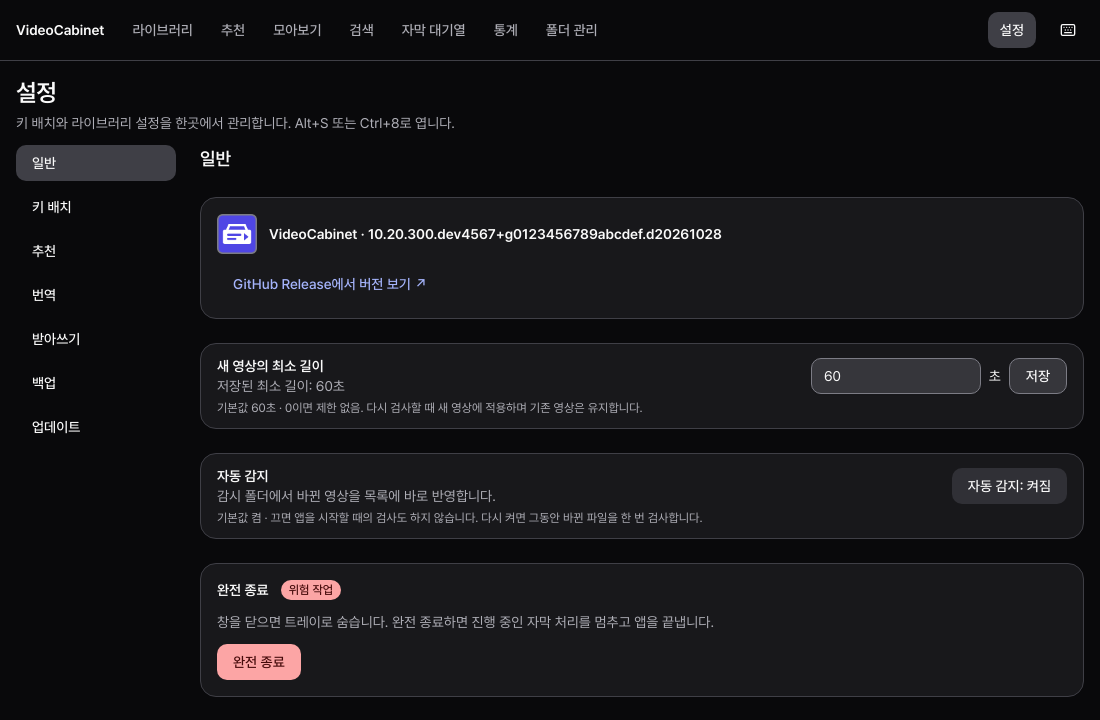 VideoCabinet 라이브러리 추천 모아보기 검색 자막 대기열 통계 폴더 관리 설정
설정
키 배치와 라이브러리 설정을 한곳에서 관리합니다. Alt+S 또는 Ctrl+8로 엽니다.
일반
키 배치
추천
번역
받아쓰기
백업
업데이트
일반
VideoCabinet · 10.20.300.dev4567+g0123456789abcdef.d20261028
GitHub Release에서 버전 보기 ↗
새 영상의 최소 길이
저장된 최소 길이: 60초
기본값 60초 · 0이면 제한 없음. 다시 검사할 때 새 영상에 적용하며 기존 영상은 유지합니다.
60 초 저장
자동 감지
감시 폴더에서 바뀐 영상을 목록에 바로 반영합니다.
기본값 켬 · 끄면 앱을 시작할 때의 검사도 하지 않습니다. 다시 켜면 그동안 바뀐 파일을 한 번 검사합니다.
자동 감지: 켜짐
완전 종료 위험 작업
창을 닫으면 트레이로 숨습니다. 완전 종료하면 진행 중인 자막 처리를 멈추고 앱을 끝냅니다.
완전 종료